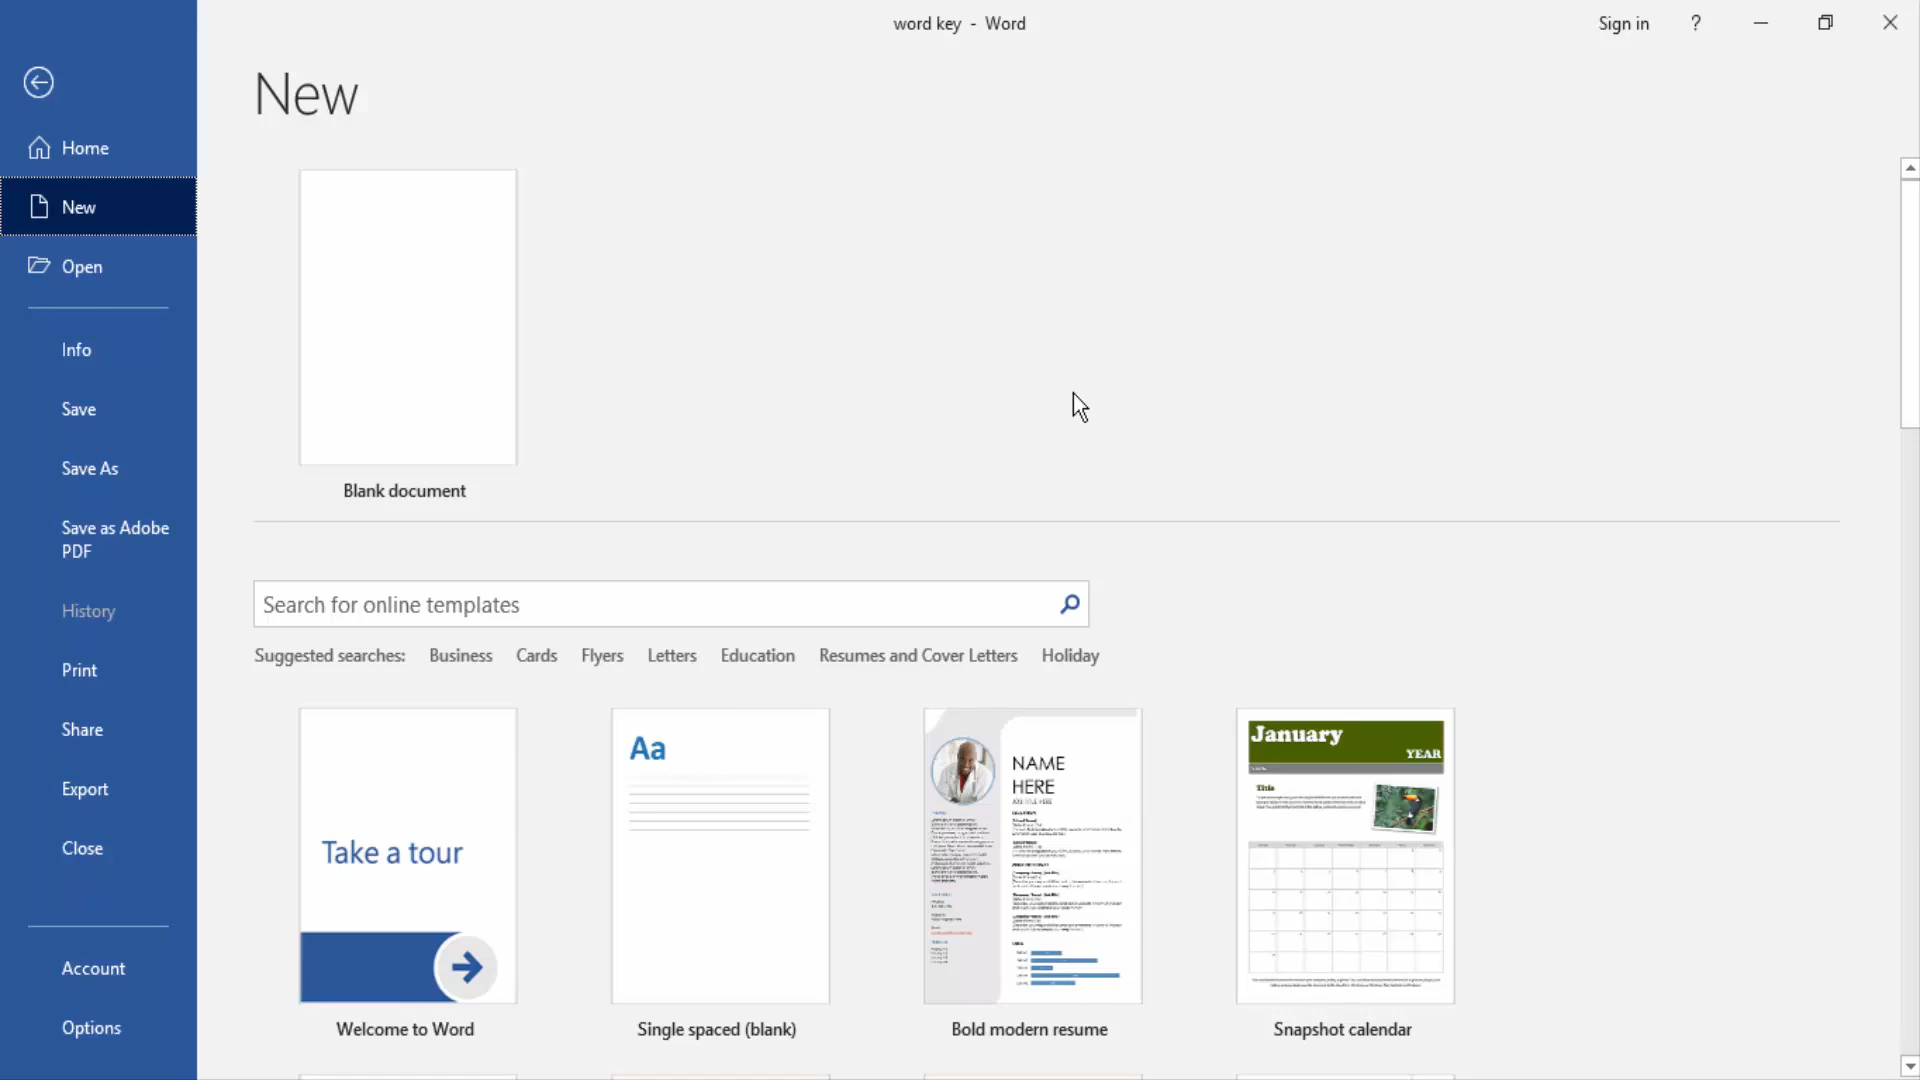 word key - Word
Sign in
?
New
Home
New
Open
Info
Save
Save As
Save as Adobe
PDF
History
Print
Share
Export
Close
Account
Options
Blank document
Search for online templates
Suggested searches: Business Cards Flyers Letters Education Resumes and Cover Letters Holiday
Take a tour
Welcome to Word
Aa
Single spaced (blank)
NAME
HERE
JOB TITLE HERE
Bold modern resume
January
YEAR
Title
Snapshot calendar